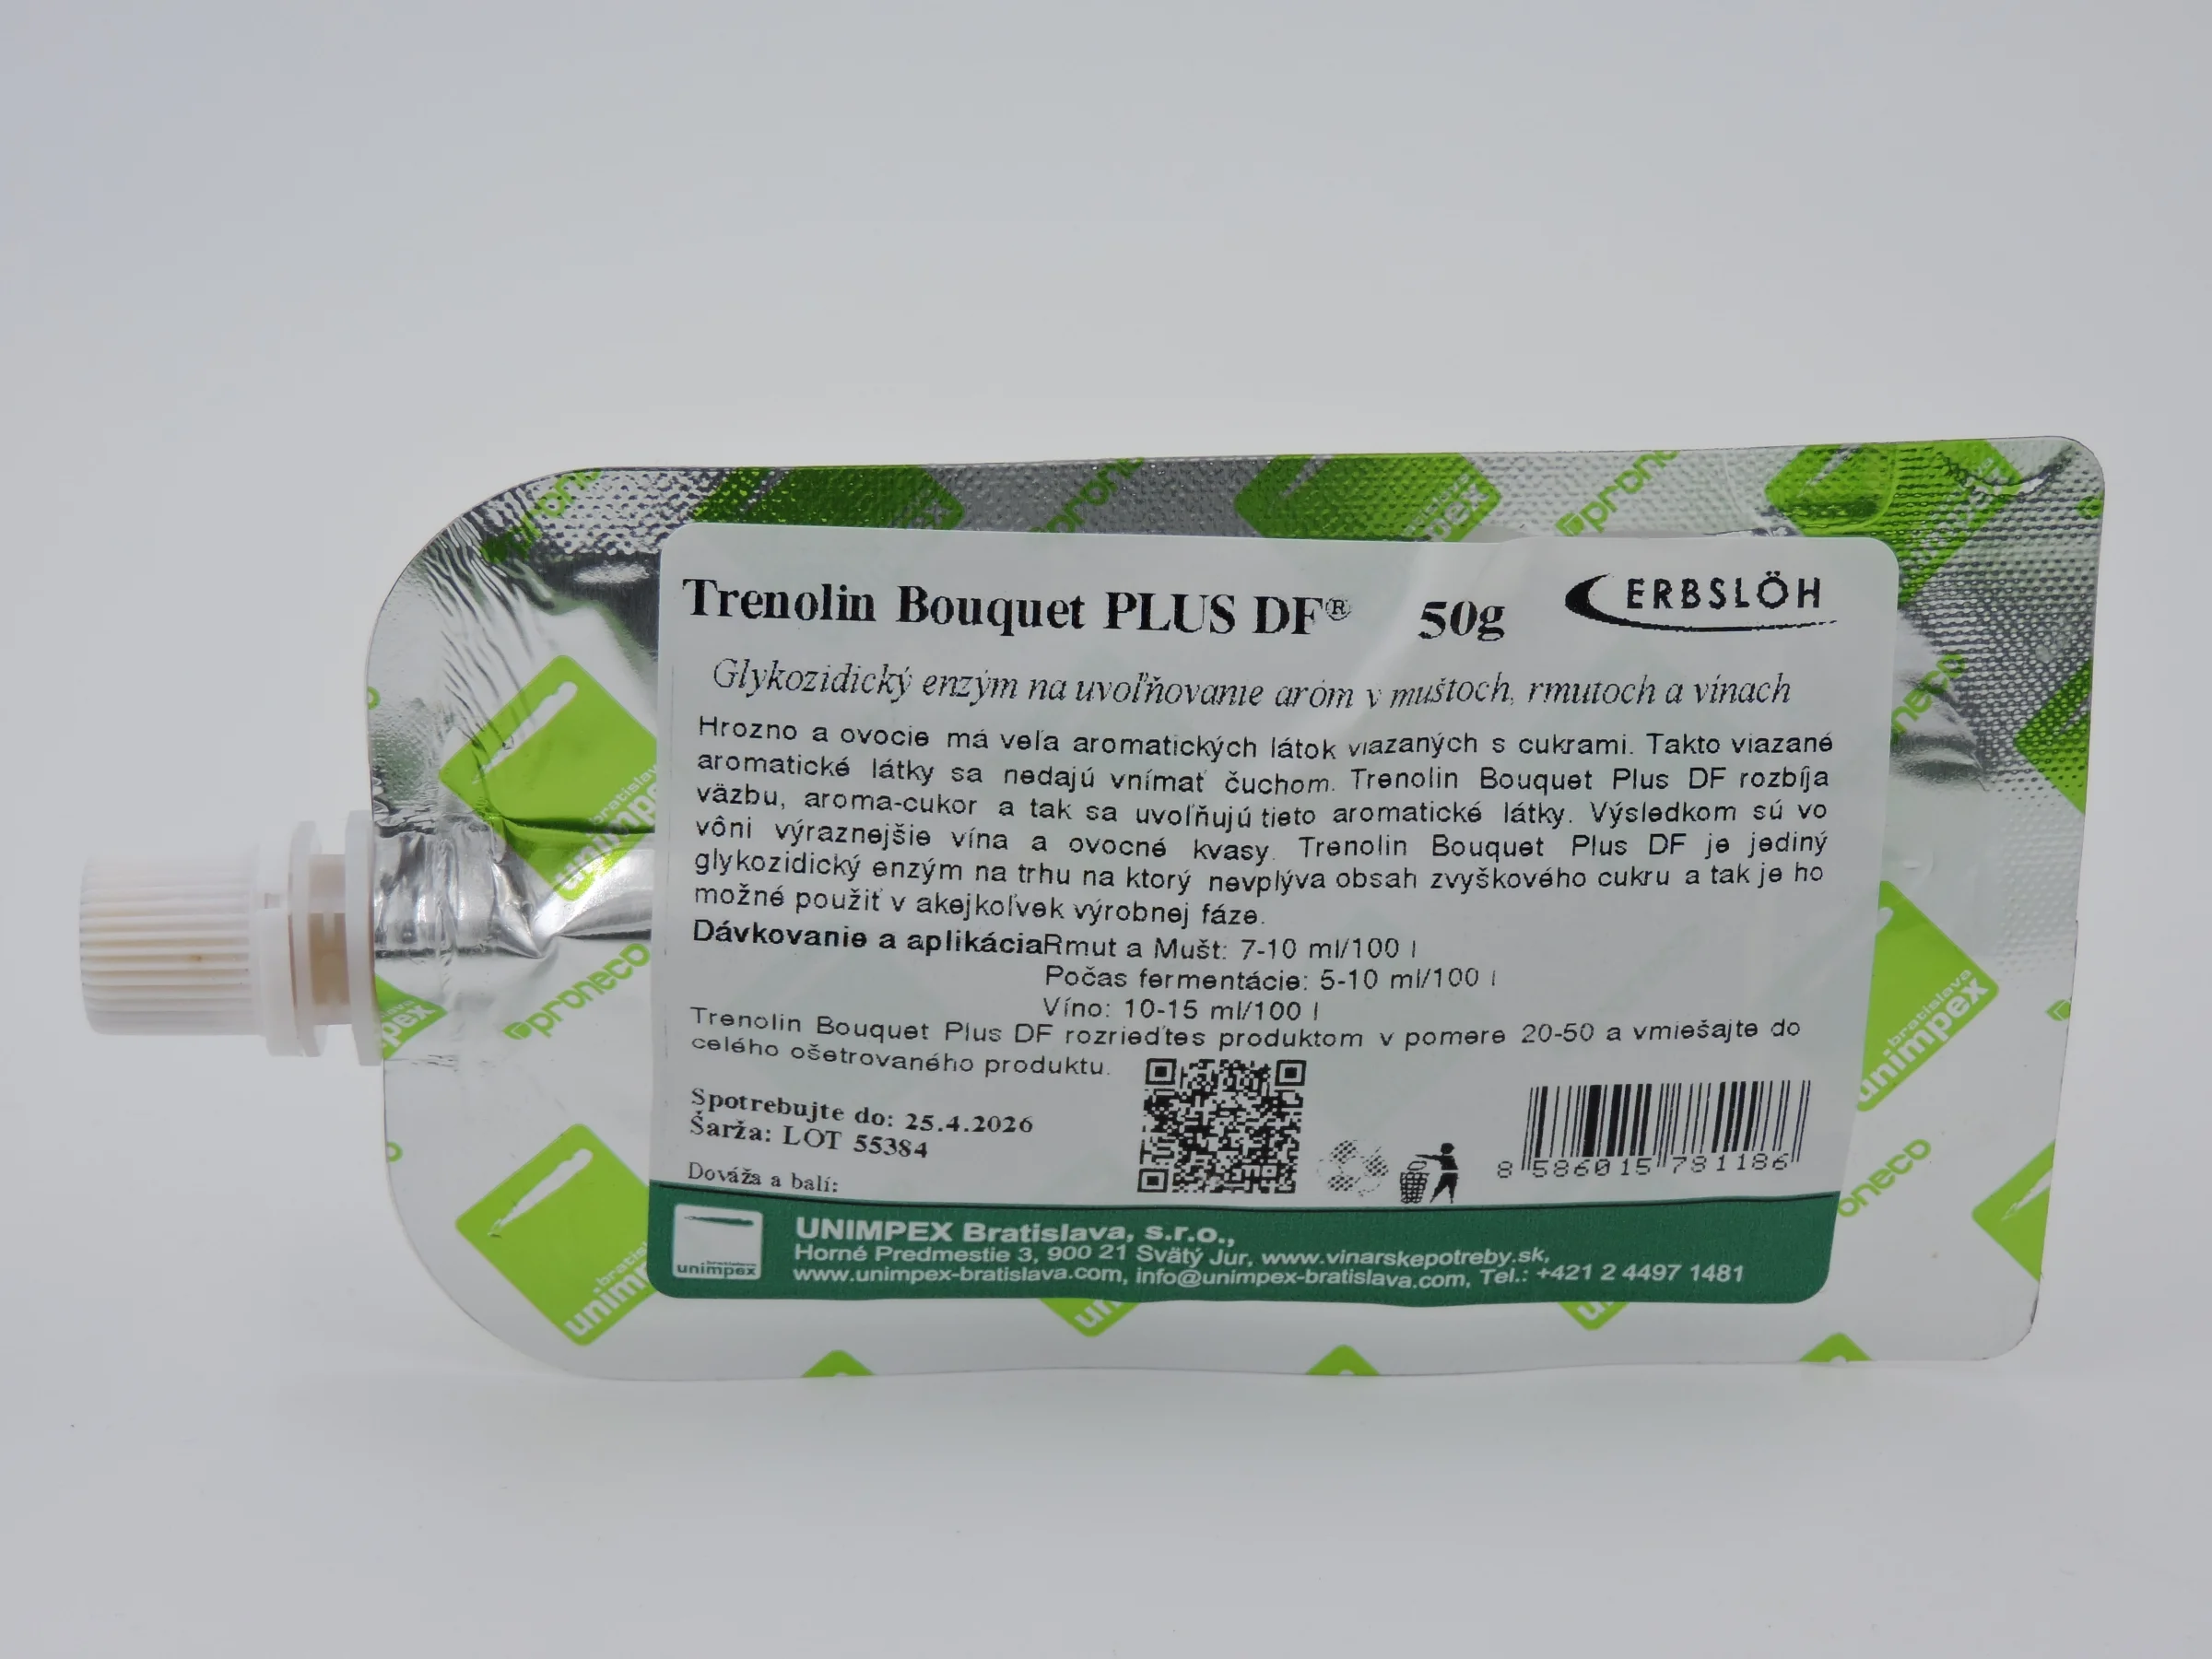 Trenolin Bouquet PLUS DF® 50g ERBSLÖH
Glykozidický enzým na uvoľňovanie aróm v muštoch, rmutoch a vínach
Hrozno a ovocie má veľa aromatických látok viazaných s cukrami. Takto viazané
aromatické látky sa nedajú vnímať čuchom. Trenolin Bouquet Plus DF rozbíja
väzbu, aroma-cukor a tak sa uvoľňujú tieto aromatické látky. Výsledkom sú vo
vôni výraznejšie vína a ovocné kvasy. Trenolin Bouquet Plus DF je jediný
glykozidický enzým na trhu na ktorý nevplýva obsah zvyškového cukru a tak je ho
možné použiť v akejkoľvek výrobnej fáze.
Dávkovanie a aplikáciaRmut a Mušt: 7-10 ml/100 l
Počas fermentácie: 5-10 ml/100 l
Víno: 10-15 ml/100 l
Trenolin Bouquet Plus DF rozrieďtes produktom v pomere 20-50 a vmiešajte do
celého ošetrovaného produktu.
Spotrebujte do: 25.4.2026
Šarža: LOT 55384
8 586015 781186
Dováža a balí:
bratislava
unimpex
UNIMPEX Bratislava, s.r.o.,
Horné Predmestie 3, 900 21 Svätý Jur, www.vinarskepotreby.sk,
www.unimpex-bratislava.com, info@unimpex-bratislava.com, Tel.: +421 2 4497 1481
proneco
bratislava
unimpex
proneco